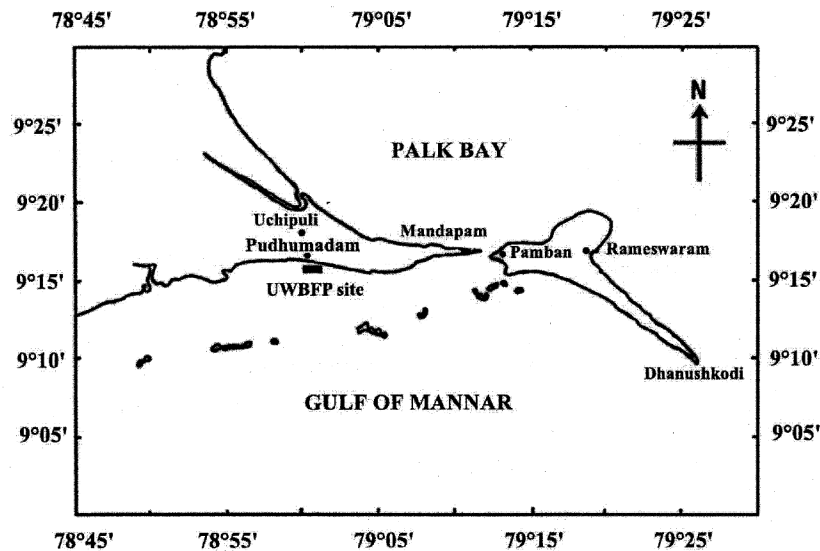 78°45' 78°55' 79°05' 79°15' 79°25'
N
9°25' 9°25'
PALK BAY
9°20' 9°20'
Uchipuli
Mandapam
Pudhumadam
Pamban
Rameswaram
9°15' 9°15'
UWBFP site
9°10' 9°10'
Dhanushkodi
GULF OF MANNAR
9°05' 9°05'
78°45' 78°55' 79°05' 79°15' 79°25'